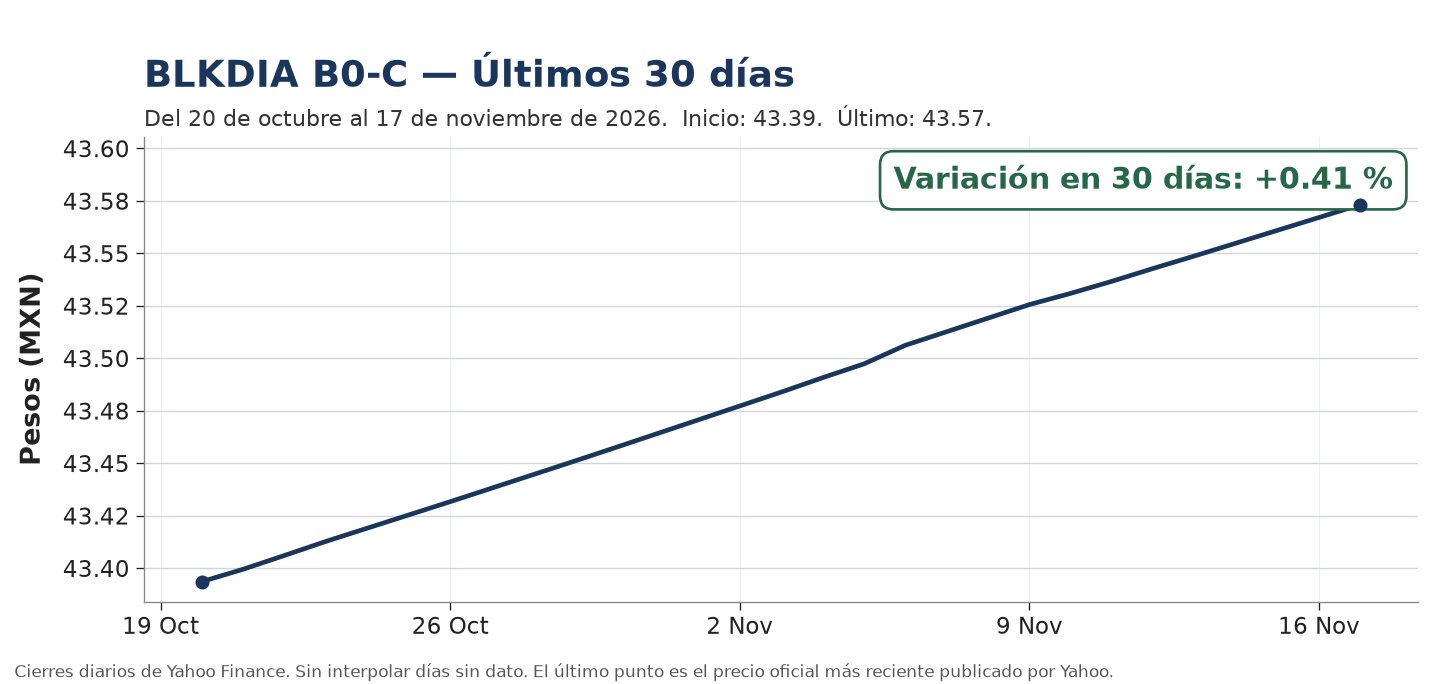 BLKDIA B0-C — Últimos 30 días
Del 20 de octubre al 17 de noviembre de 2026.  Inicio: 43.39.  Último: 43.57.
Variación en 30 días: +0.41 %
Pesos (MXN)
43.60
43.58
43.55
43.52
43.50
43.48
43.45
43.42
43.40
19 Oct
26 Oct
2 Nov
9 Nov
16 Nov
Cierres diarios de Yahoo Finance. Sin interpolar días sin dato. El último punto es el precio oficial más reciente publicado por Yahoo.